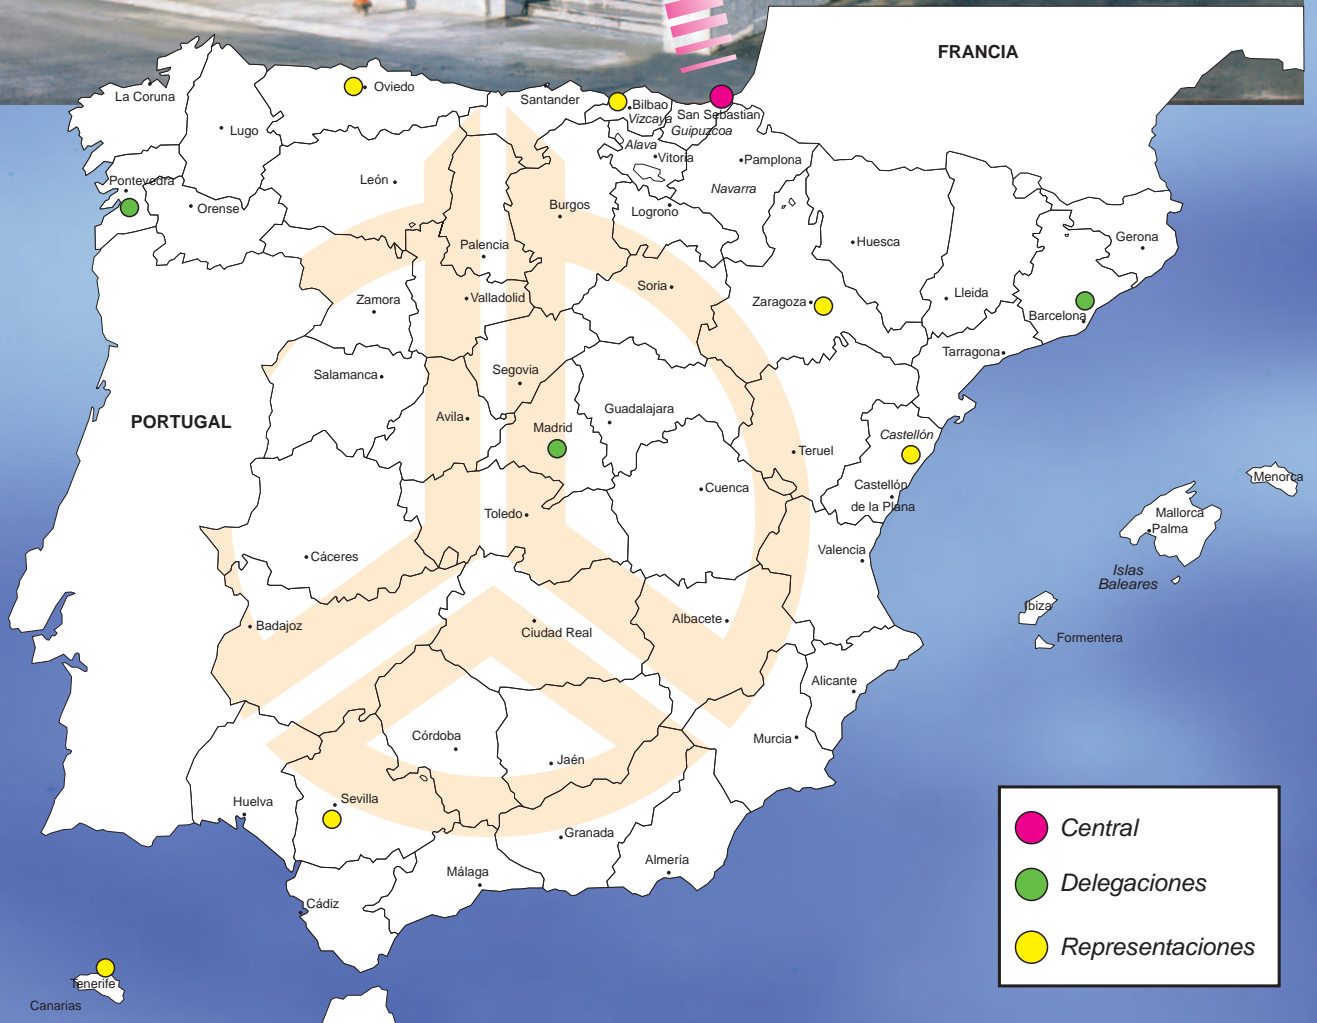 FRANCIA
La Coruna
Lugo
Oviedo
Santander
Bilbao
Vizcaya
San Sebastian
Guipuzcoa
Alava
Vitoria
Pamplona
Navarra
Pontevedra
Orense
León
Burgos
Logrono
Palencia
Huesca
Gerona
Zamora
Valladolid
Soria
Zaragoza
Lleida
Barcelona
Tarragona
Salamanca
Segovia
Avila
Madrid
Guadalajara
PORTUGAL
Teruel
Castellón
Castellón
de la Plana
Cuenca
Toledo
Menorca
Mallorca
Palma
Islas
Baleares
Ibiza
Formentera
Valencia
Cáceres
Badajoz
Ciudad Real
Albacete
Alicante
Murcia
Córdoba
Jaén
Huelva
Sevilla
Granada
Almería
Málaga
Cádiz
Tenerife
Canarias
Central
Delegaciones
Representaciones